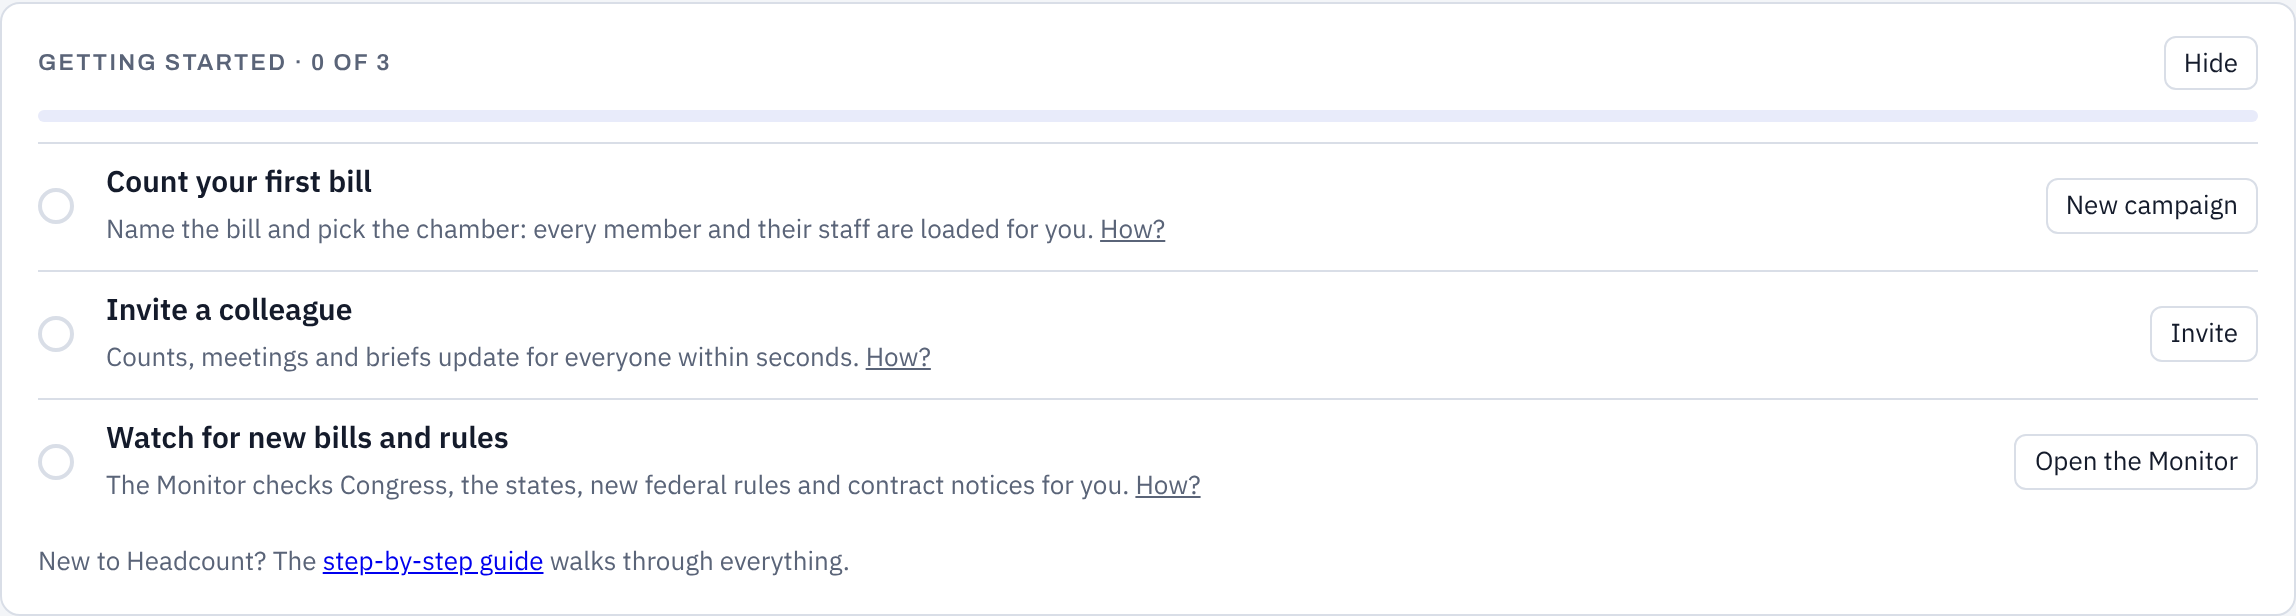 GETTING STARTED · 0 OF 3
Hide
Count your first bill
Name the bill and pick the chamber: every member and their staff are loaded for you. How?
New campaign
Invite a colleague
Counts, meetings and briefs update for everyone within seconds. How?
Invite
Watch for new bills and rules
The Monitor checks Congress, the states, new federal rules and contract notices for you. How?
Open the Monitor
New to Headcount? The step-by-step guide walks through everything.